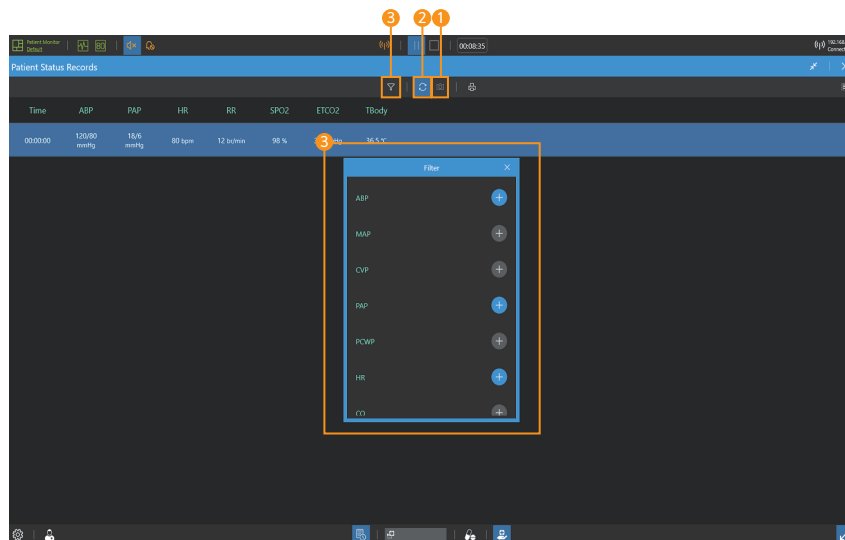 3 2 1
Patient Monitor
Default
80
00:08:35
Patient Status Records
Time ABP PAP HR RR SPO2 ETCO2 TBody
00:00:00 120/80 mmHg 18/6 mmHg 80 bpm 12 br/min 98 % 36.5 °C
3
Filter
ABP
MAP
CVP
PAP
PCWP
HR
CO